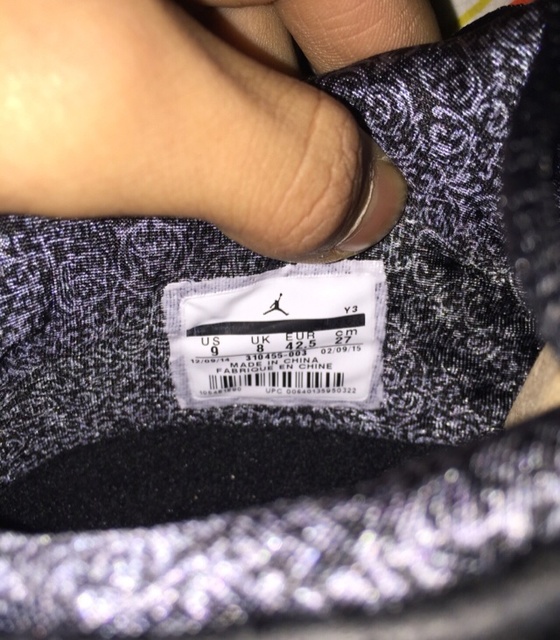 Y3
US UK EUR cm
9 8 42.5 27
12/09/14 310455-003 02/09/15
MADE IN CHINA
FABRIQUE EN CHINE
UPC 00640135950322